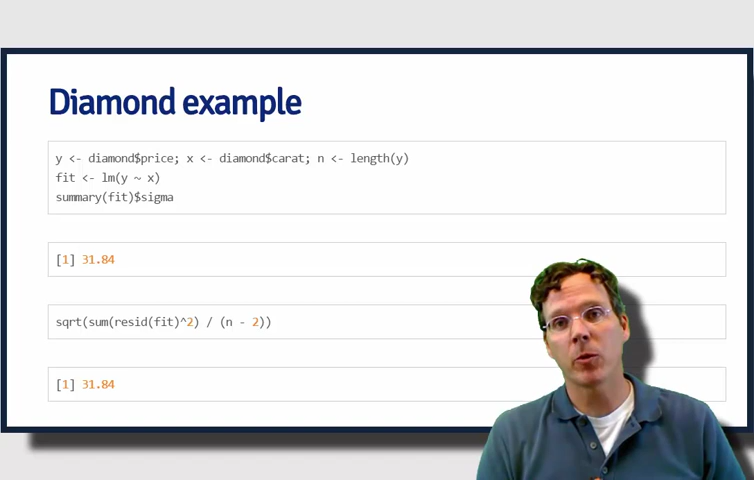 Diamond example
y <- diamond$price; x <- diamond$carat; n <- length(y)
fit <- lm(y ~ x)
summary(fit)$sigma
[1] 31.84
sqrt(sum(resid(fit)^2) / (n - 2))
[1] 31.84